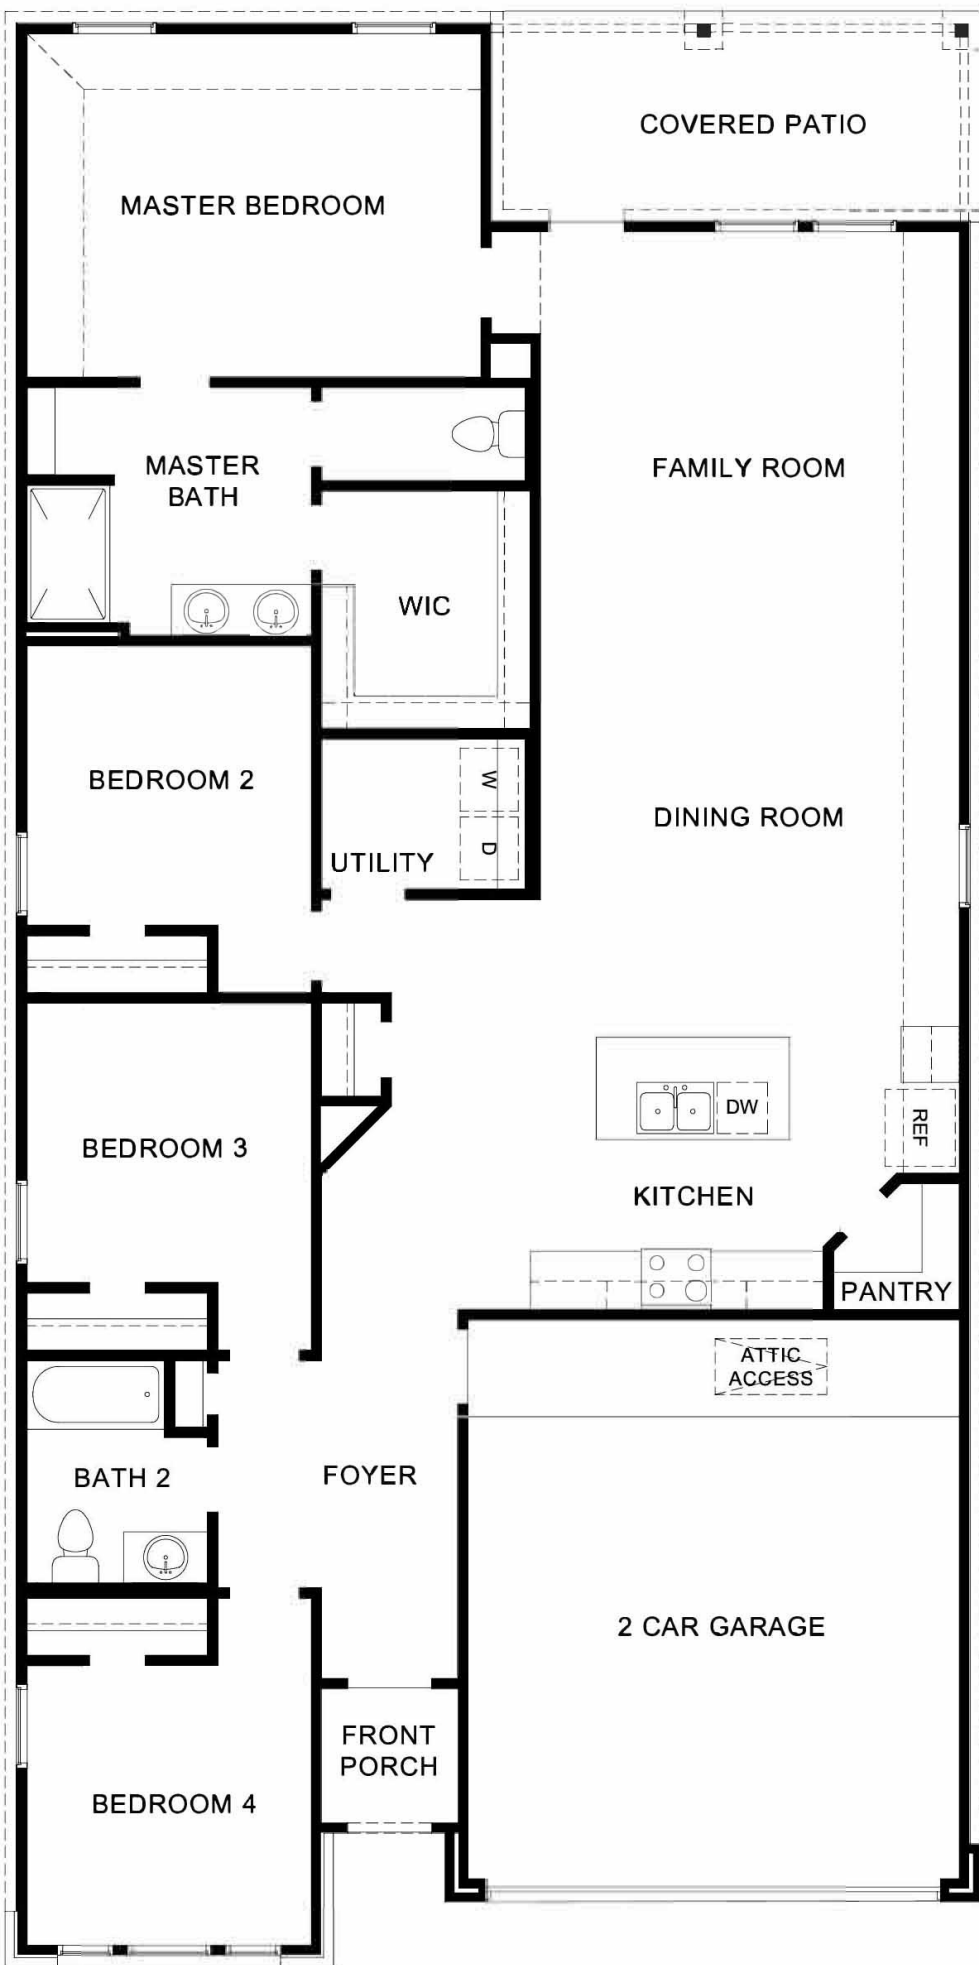 COVERED PATIO
MASTER BEDROOM
MASTER
BATH
FAMILY ROOM
WIC
BEDROOM 2
W
D
UTILITY
DINING ROOM
DW
REF
BEDROOM 3
KITCHEN
PANTRY
ATTIC
ACCESS
BATH 2
FOYER
2 CAR GARAGE
FRONT
PORCH
BEDROOM 4